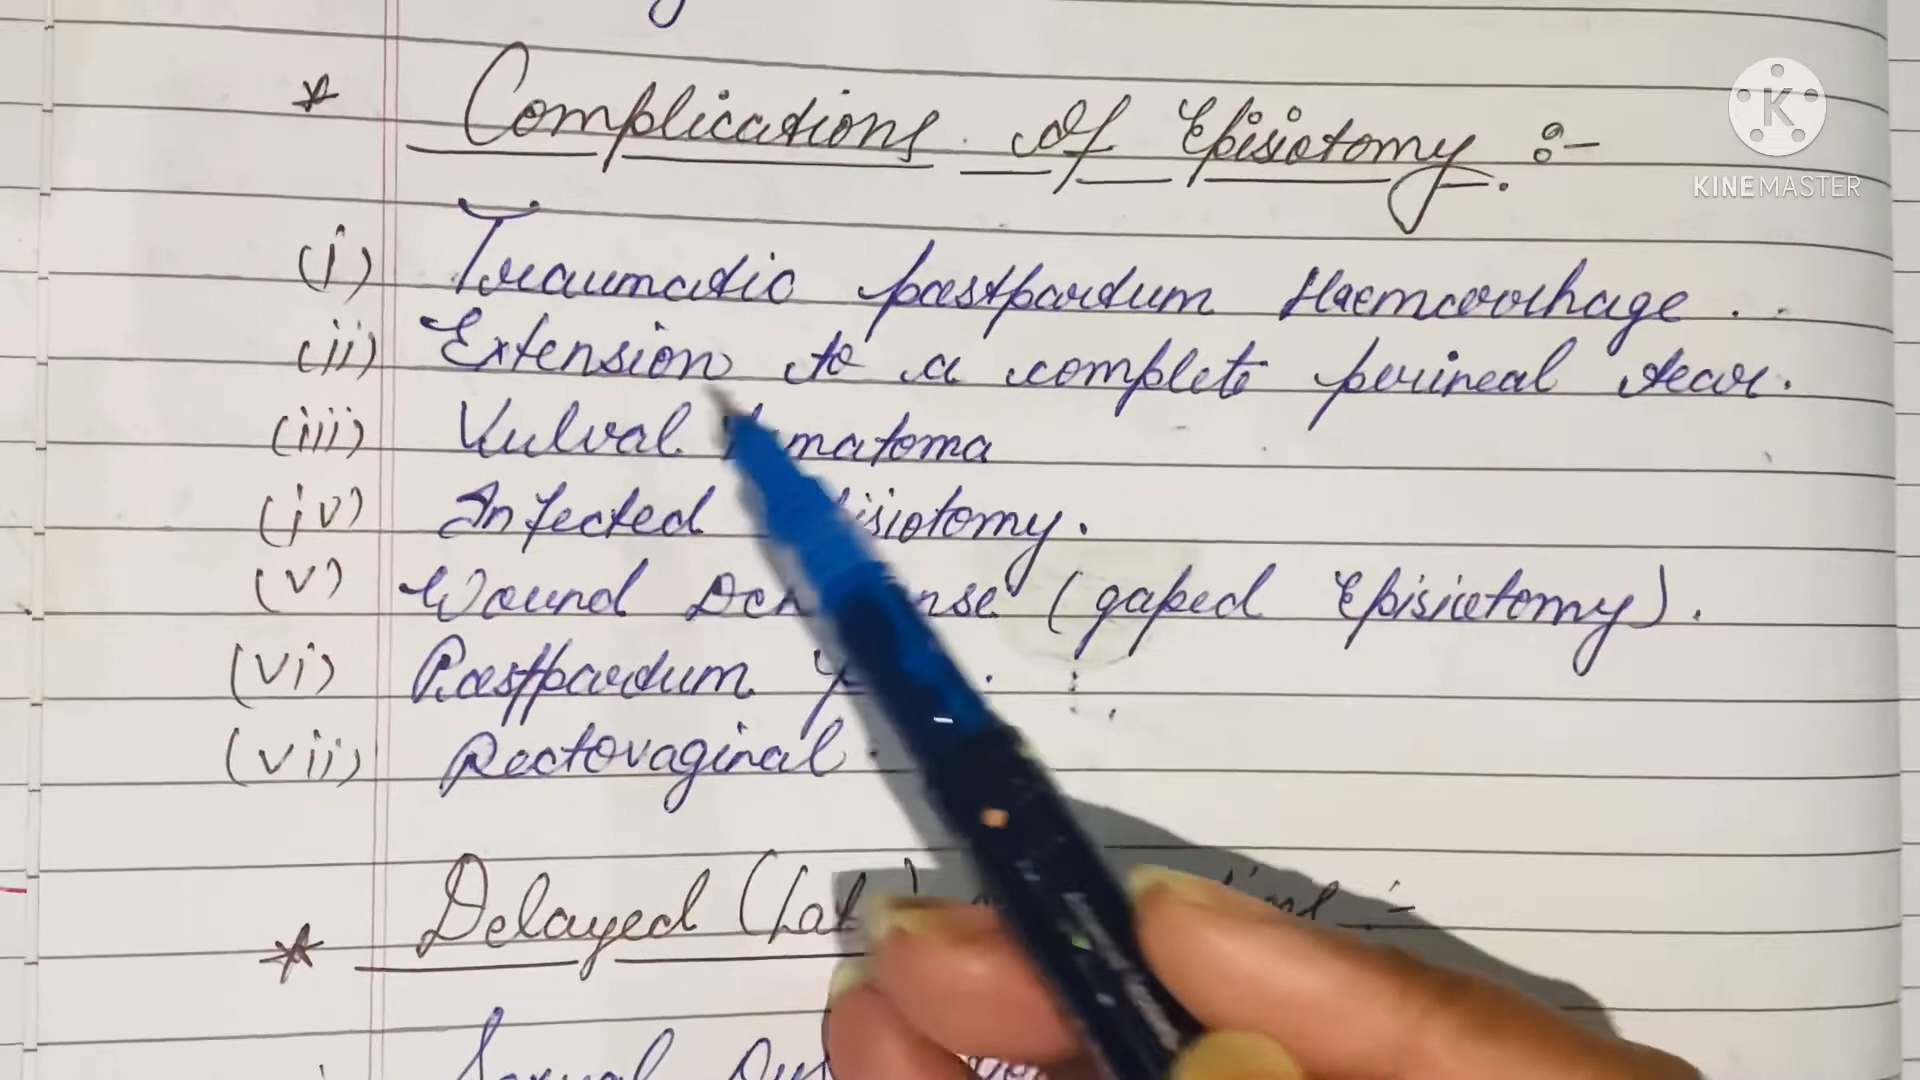 * Complications of Episiotomy :-
(i) Traumatic postpartum Haemorrhage.
(ii) Extension to a complete perineal tear.
(iii) Vulval
(iv) Infected
(v) Wound (gaped Episiotomy).
(vi) Postpartum
(vii) Rectovaginal
* Delayed
Sexual
KINEMASTER